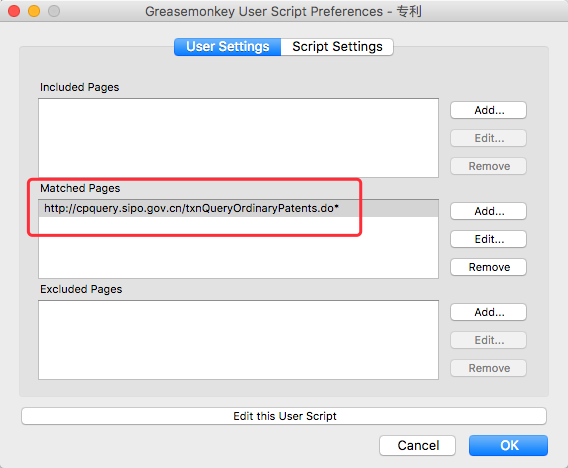 Greasemonkey User Script Preferences - 专利
User Settings Script Settings
Included Pages
Add...
Edit...
Remove
Matched Pages
http://cpquery.sipo.gov.cn/txnQueryOrdinaryPatents.do*
Add...
Edit...
Remove
Excluded Pages
Add...
Edit...
Remove
Edit this User Script
Cancel OK